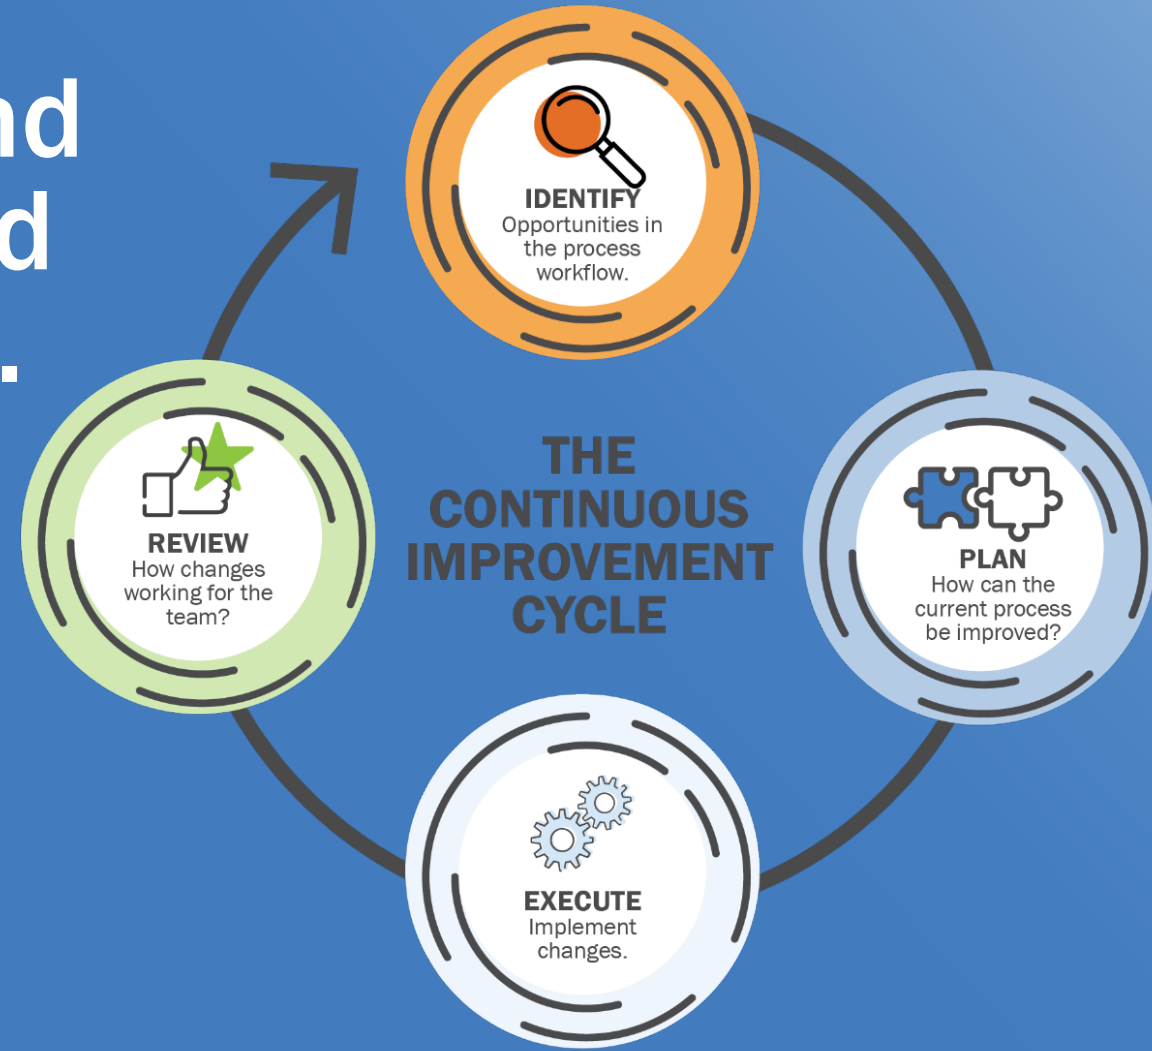 IDENTIFY
Opportunities in
the process
workflow.
THE
CONTINUOUS
IMPROVEMENT
CYCLE
REVIEW
How changes
working for the
team?
PLAN
How can the
current process
be improved?
EXECUTE
Implement
changes.